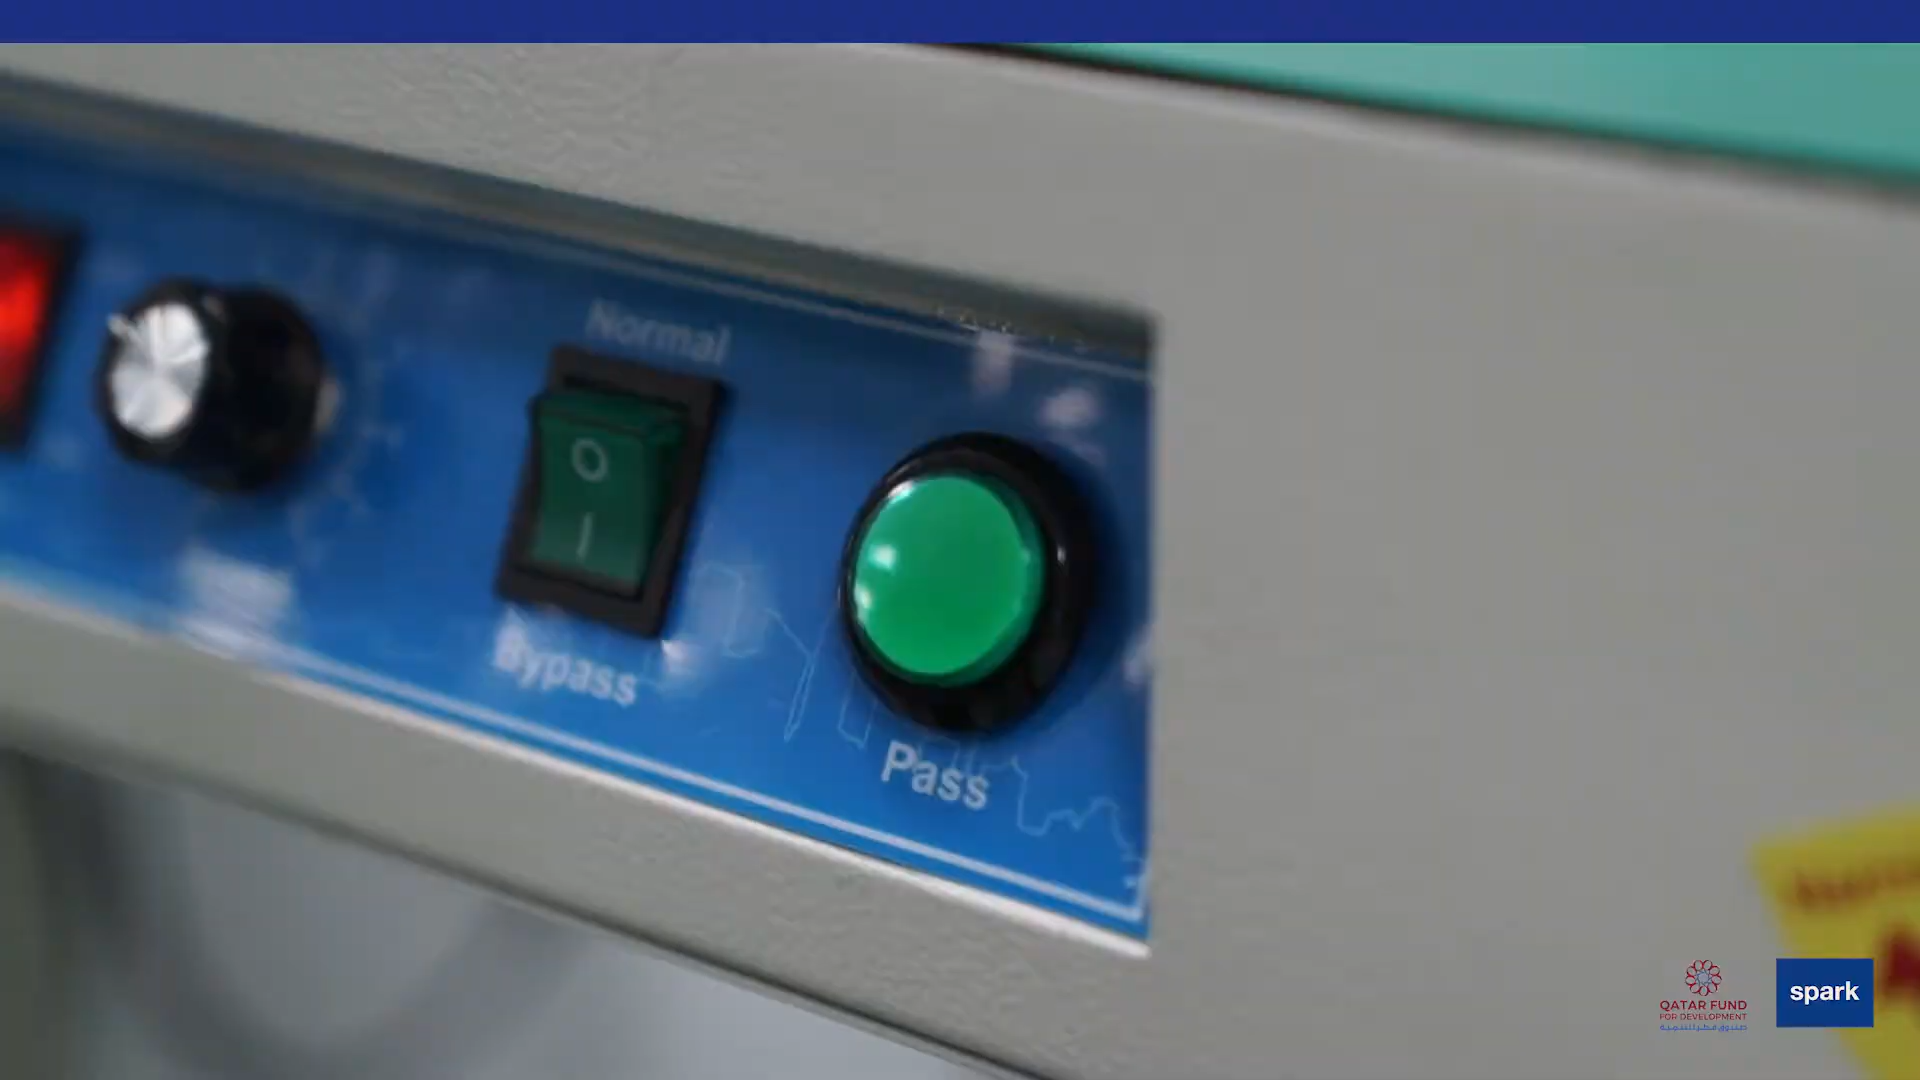 Normal
O
I
Bypass
Pass
QATAR FUND
FOR DEVELOPMENT
صندوق قطر للتنمية
spark